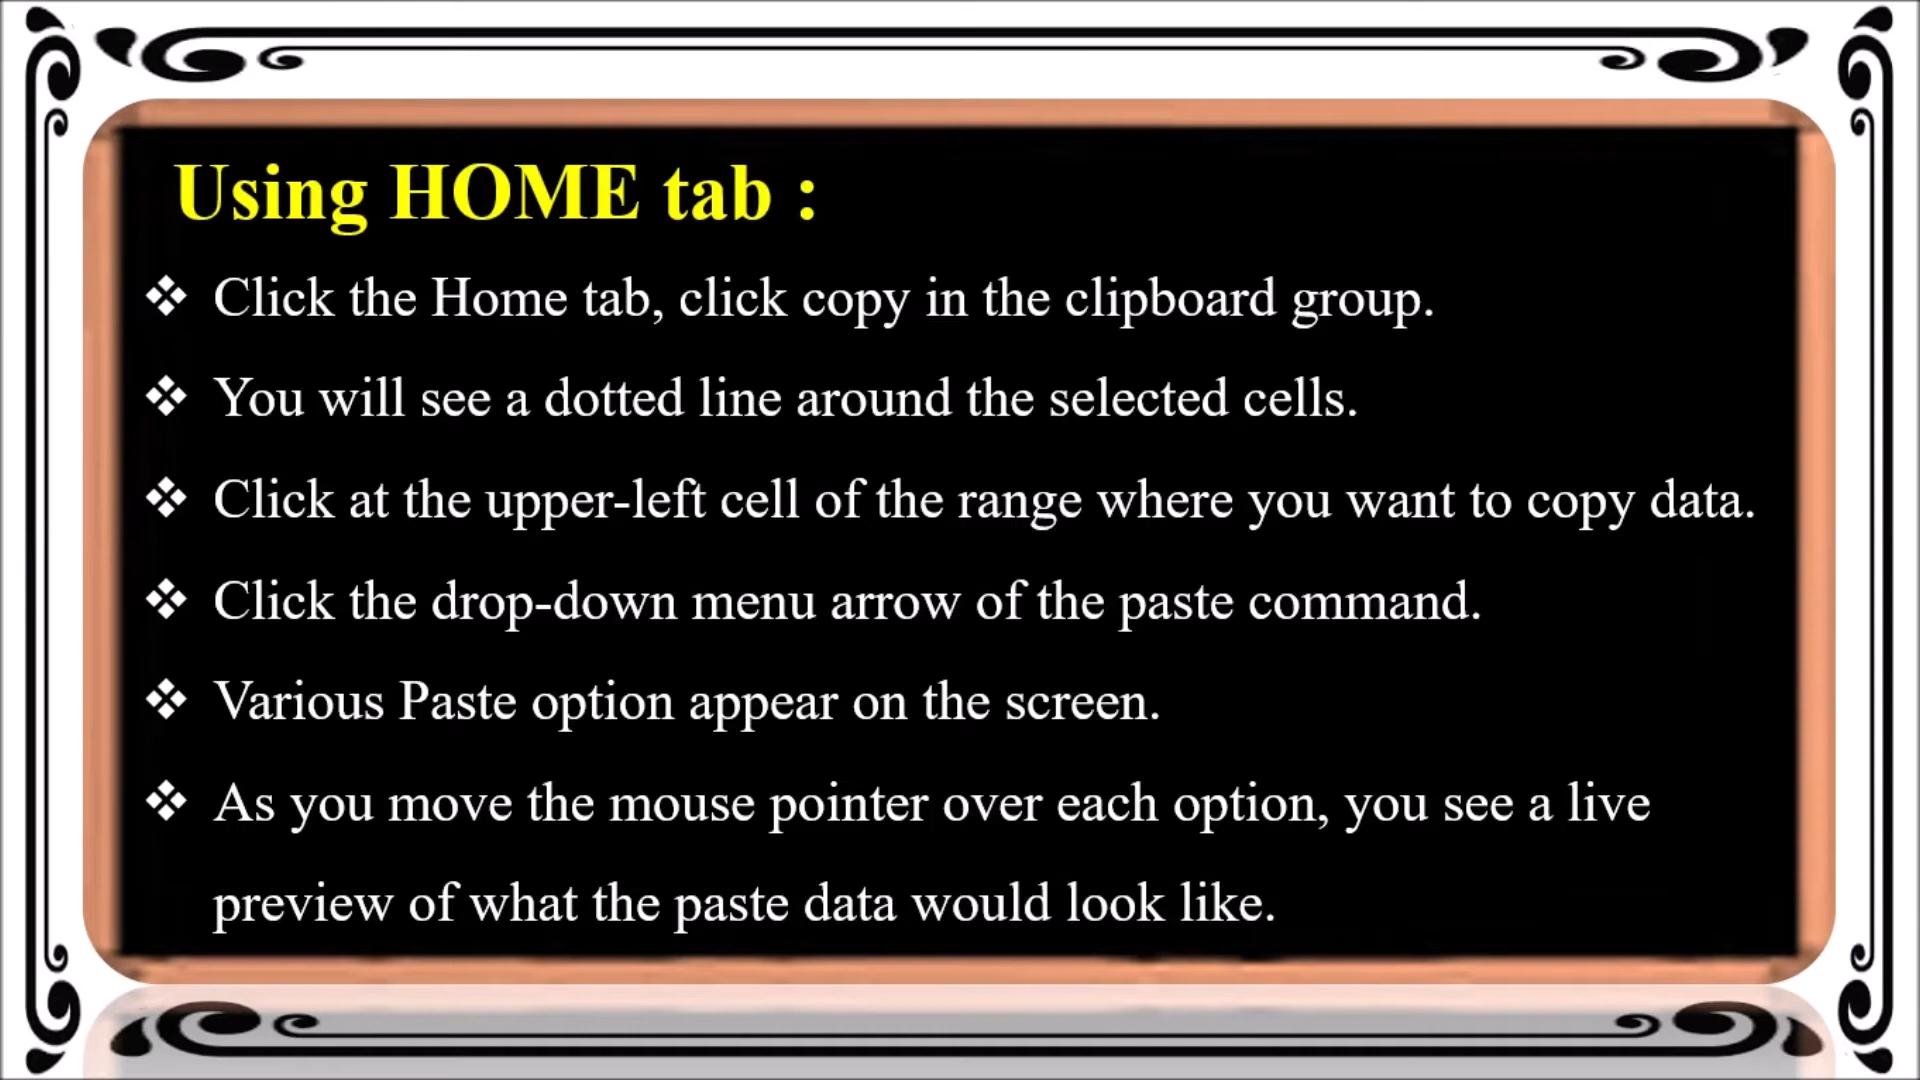 Using HOME tab :
❖ Click the Home tab, click copy in the clipboard group.
❖ You will see a dotted line around the selected cells.
❖ Click at the upper-left cell of the range where you want to copy data.
❖ Click the drop-down menu arrow of the paste command.
❖ Various Paste option appear on the screen.
❖ As you move the mouse pointer over each option, you see a live
preview of what the paste data would look like.